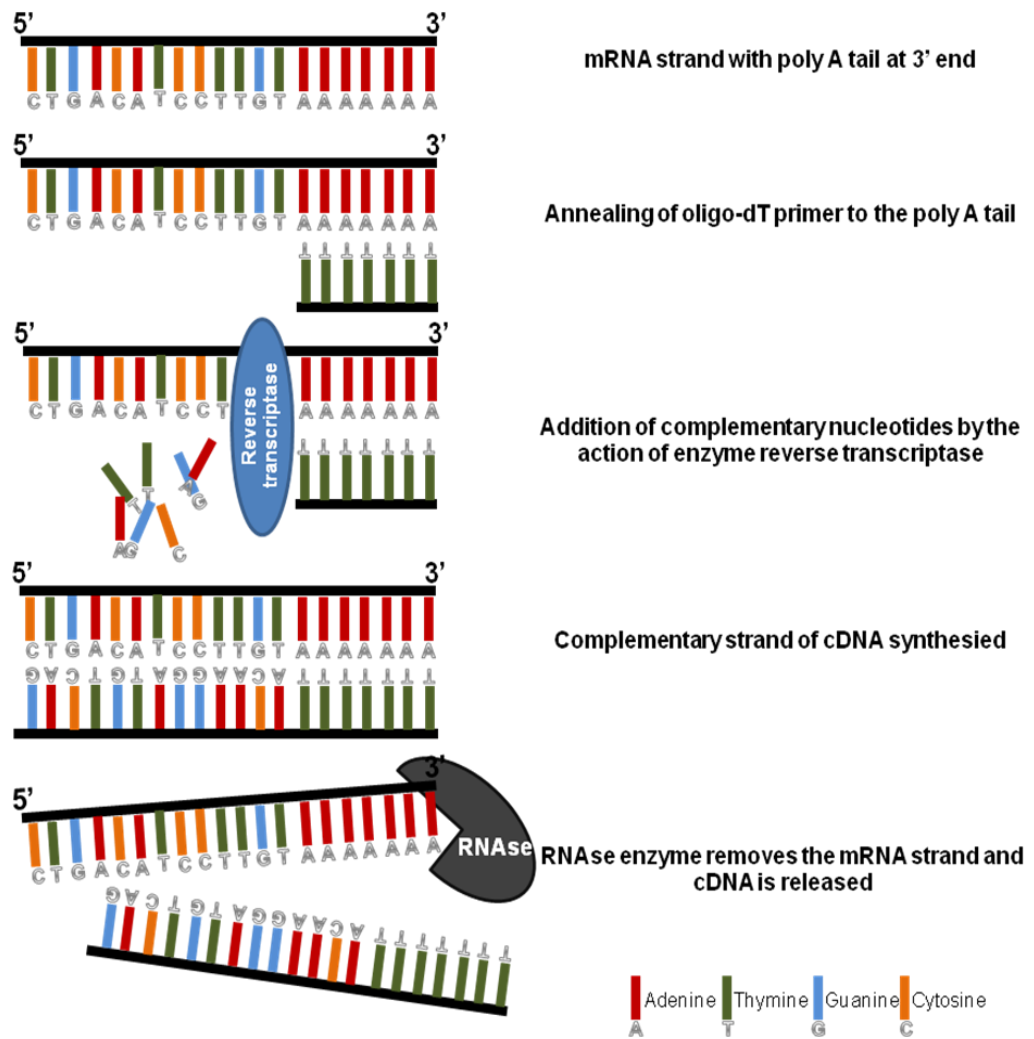 5’ 3’
mRNA strand with poly A tail at 3’ end
C T G A C A T C C T T G T A A A A A A A
5’ 3’
C T G A C A T C C T T G T A A A A A A A
Annealing of oligo-dT primer to the poly A tail
T T T T T T T
5’ 3’
Reverse
transcriptase
C T G A C A T C C T A A A A A A A
Addition of complementary nucleotides by the
action of enzyme reverse transcriptase
T T T T T T T
T T A G
A G C
5’ 3’
C T G A C A T C C T T G T A A A A A A A
Complementary strand of cDNA synthesied
G A C T G T A G G A A C A T T T T T T T
5’ 3’
C T G A C A T C C T T G T A A A A A A A
RNAse
RNAse enzyme removes the mRNA strand and
cDNA is released
G A C T G T A G G A A C A T T T T T T T
Adenine Thymine Guanine Cytosine
A T G C